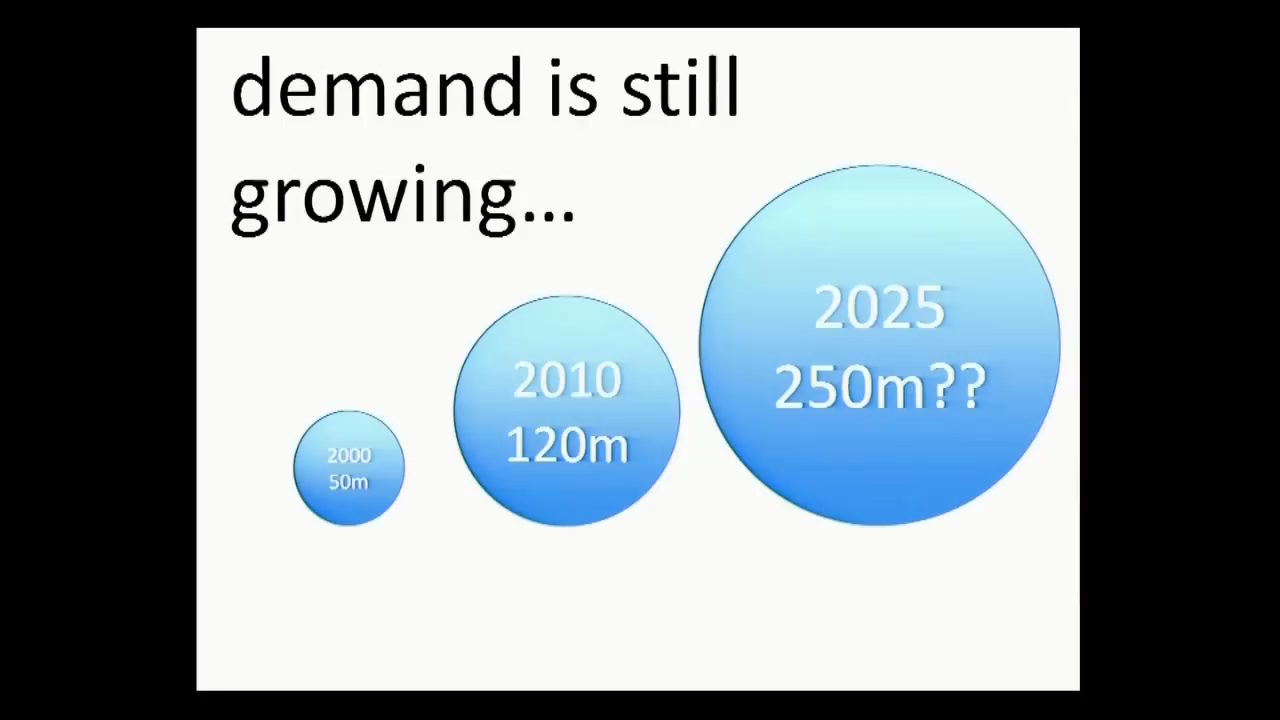 demand is still
growing...
2000
50m
2010
120m
2025
250m??